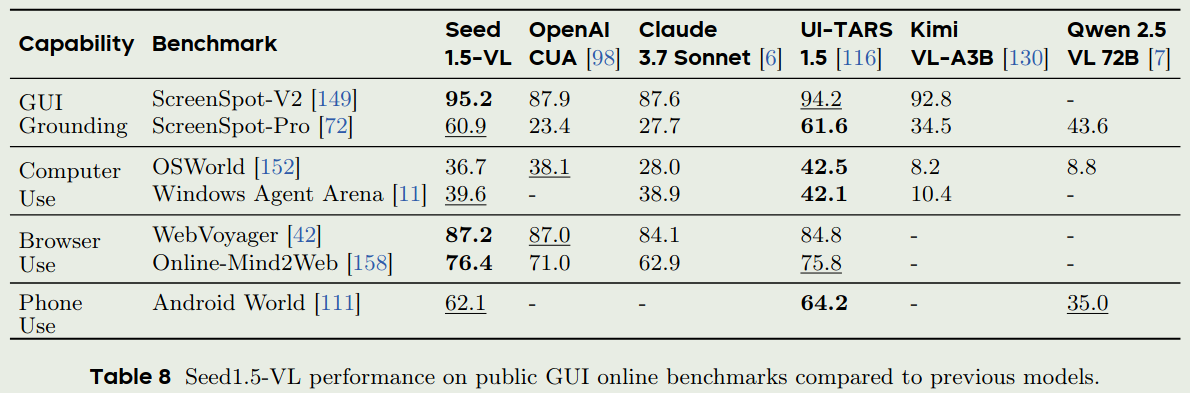 Capability Benchmark Seed 1.5-VL OpenAI CUA [98] Claude 3.7 Sonnet [6] UI-TARS 1.5 [116] Kimi VL-A3B [130] Qwen 2.5 VL 72B [7]
GUI Grounding ScreenSpot-V2 [149] 95.2 87.9 87.6 94.2 92.8 -
ScreenSpot-Pro [72] 60.9 23.4 27.7 61.6 34.5 43.6
Computer Use OSWorld [152] 36.7 38.1 28.0 42.5 8.2 8.8
Windows Agent Arena [11] 39.6 - 38.9 42.1 10.4 -
Browser Use WebVoyager [42] 87.2 87.0 84.1 84.8 - -
Online-Mind2Web [158] 76.4 71.0 62.9 75.8 - -
Phone Use Android World [111] 62.1 - - 64.2 - 35.0
Table 8 Seed1.5-VL performance on public GUI online benchmarks compared to previous models.